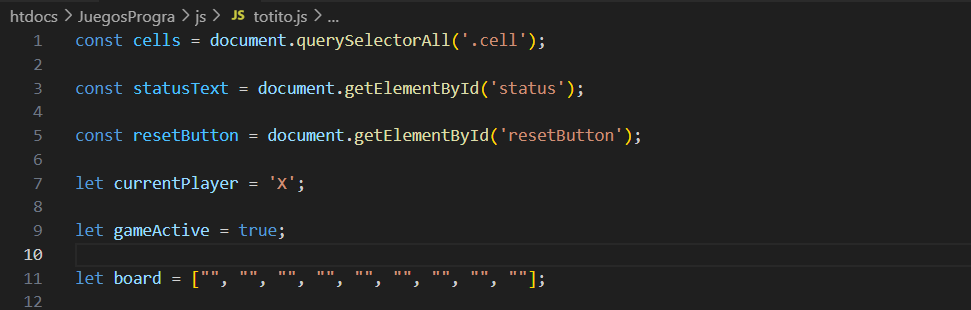 htdocs > JuegosProgra > js > JS totito.js > ...
1 const cells = document.querySelectorAll('.cell');
2
3 const statusText = document.getElementById('status');
4
5 const resetButton = document.getElementById('resetButton');
6
7 let currentPlayer = 'X';
8
9 let gameActive = true;
10
11 let board = ["", "", "", "", "", "", "", "", ""];
12